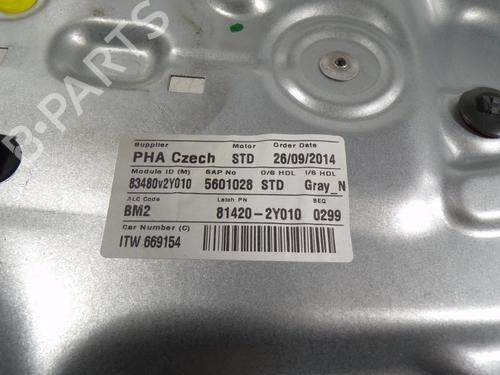 B-PARTS
Supplier Motor Order Date
PHA Czech STD 26/09/2014
Module ID (M) SAP No O/S HDL I/S HDL
83480v2Y010 5601028 STD Gray_N
ALC Code Latch PN SEQ
BM2 81420-2Y010 0299
Car Number (C)
ITW 669154